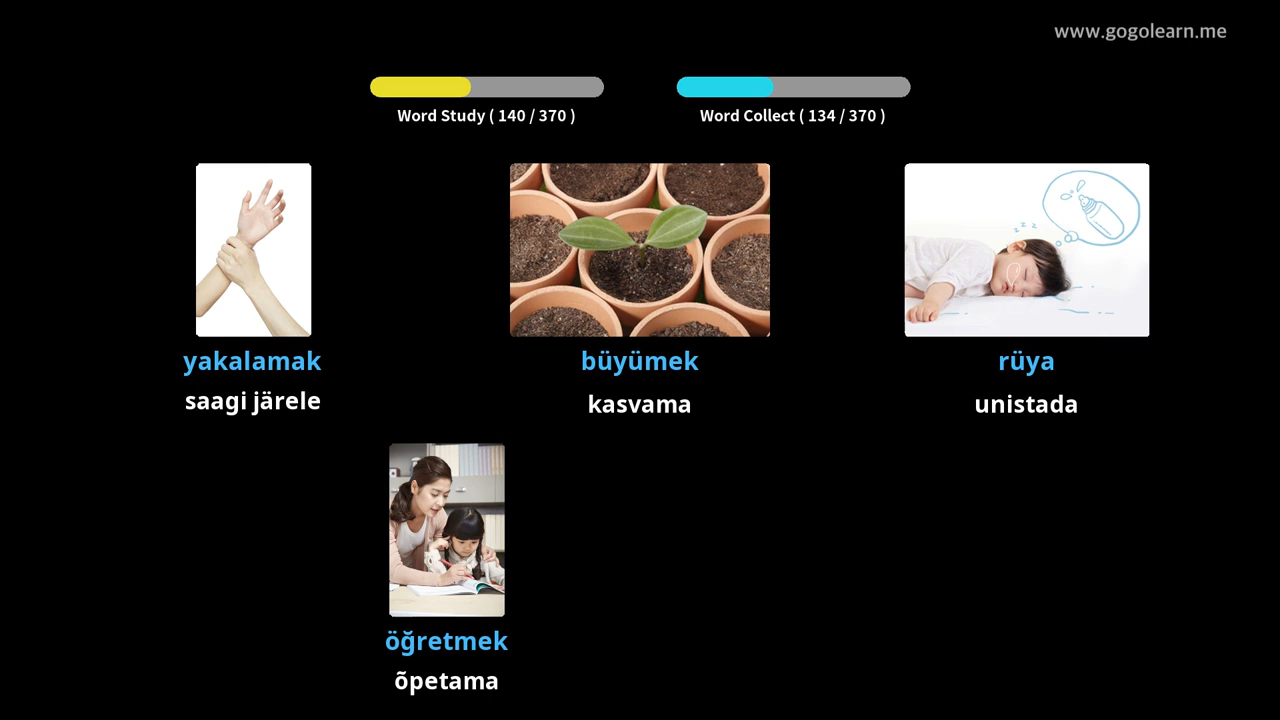 www.gogolearn.me
Word Study ( 140 / 370 )
Word Collect ( 134 / 370 )
yakalamak
saagi järele
büyümek
kasvama
rüya
unistada
öğretmek
õpetama